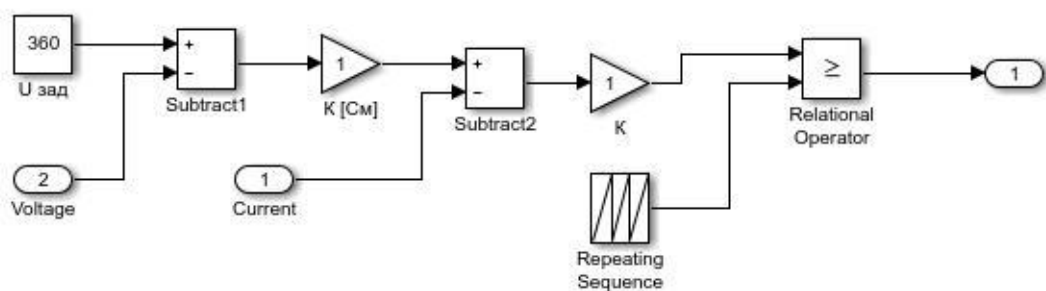 360
+
−
U зад
Subtract1
1
К [См]
+
−
Subtract2
1
К
≥
Relational
Operator
1
2
Voltage
1
Current
Repeating
Sequence